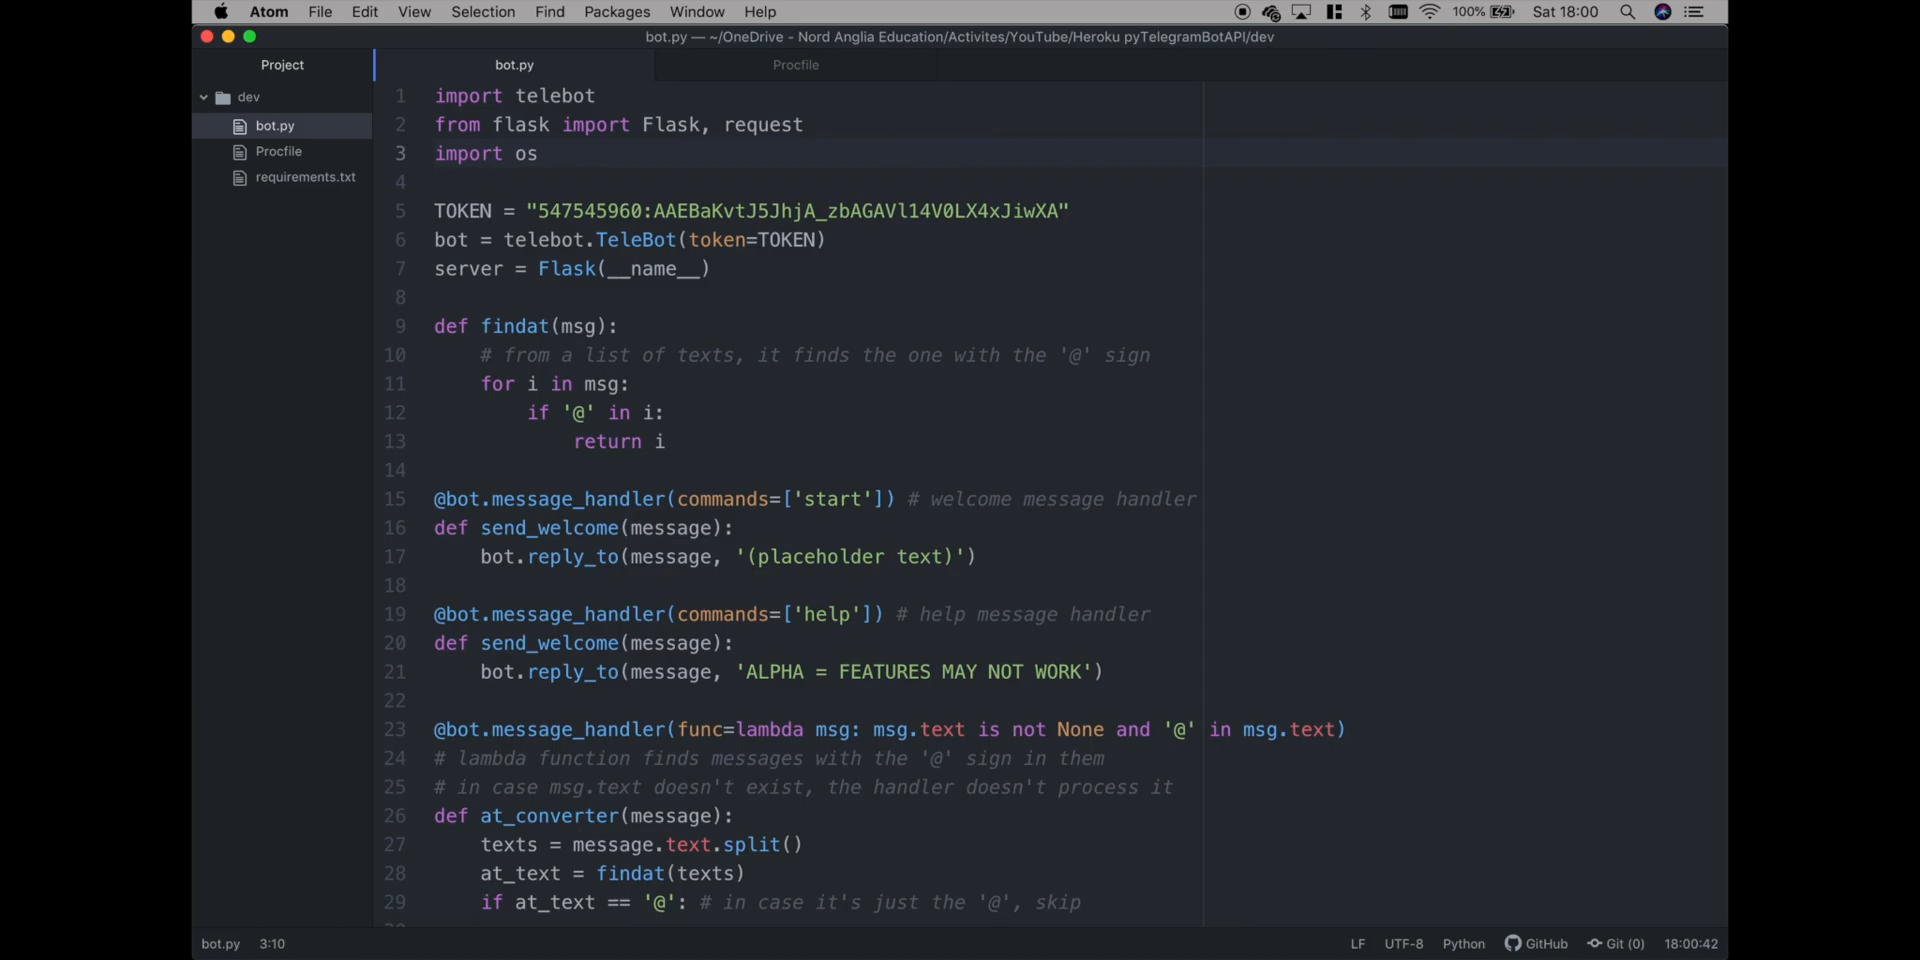 Atom File Edit View Selection Find Packages Window Help 100% Sat 18:00
bot.py — ~/OneDrive - Nord Anglia Education/Activites/YouTube/Heroku pyTelegramBotAPI/dev
Project bot.py Procfile
dev
bot.py
Procfile
requirements.txt
1 import telebot
2 from flask import Flask, request
3 import os
4
5 TOKEN = "547545960:AAEBaKvtJ5JhjA_zbAGAVl14V0LX4xJiwXA"
6 bot = telebot.TeleBot(token=TOKEN)
7 server = Flask(__name__)
8
9 def findat(msg):
10 # from a list of texts, it finds the one with the '@' sign
11 for i in msg:
12 if '@' in i:
13 return i
14
15 @bot.message_handler(commands=['start']) # welcome message handler
16 def send_welcome(message):
17 bot.reply_to(message, '(placeholder text)')
18
19 @bot.message_handler(commands=['help']) # help message handler
20 def send_welcome(message):
21 bot.reply_to(message, 'ALPHA = FEATURES MAY NOT WORK')
22
23 @bot.message_handler(func=lambda msg: msg.text is not None and '@' in msg.text)
24 # lambda function finds messages with the '@' sign in them
25 # in case msg.text doesn't exist, the handler doesn't process it
26 def at_converter(message):
27 texts = message.text.split()
28 at_text = findat(texts)
29 if at_text == '@': # in case it's just the '@', skip
bot.py 3:10 LF UTF-8 Python GitHub Git (0) 18:00:42